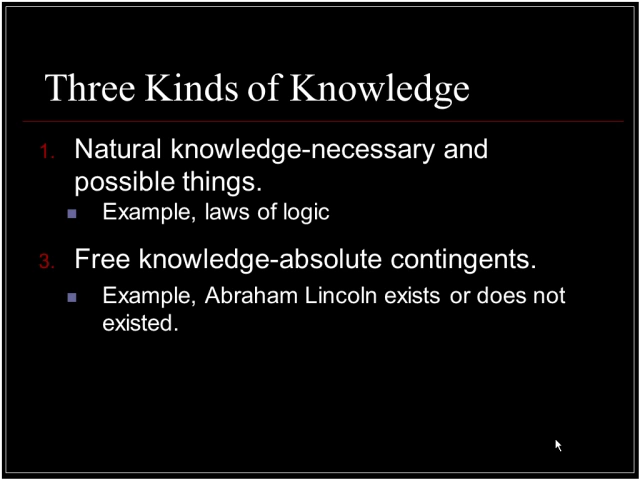 Three Kinds of Knowledge
1. Natural knowledge-necessary and
possible things.
Example, laws of logic
3. Free knowledge-absolute contingents.
Example, Abraham Lincoln exists or does not
existed.